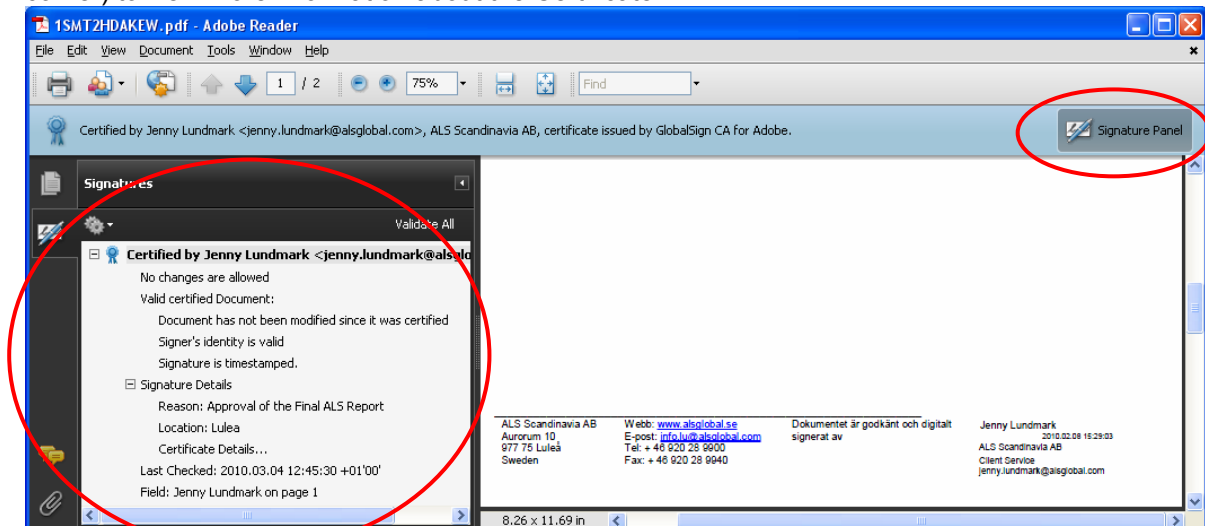 1SMT2HDAKEW.pdf - Adobe Reader
File Edit View Document Tools Window Help
1 / 2 75% Find
Certified by Jenny Lundmark <jenny.lundmark@alsglobal.com>, ALS Scandinavia AB, certificate issued by GlobalSign CA for Adobe.
Signature Panel
Signatures
Validate All
Certified by Jenny Lundmark <jenny.lundmark@alsglo
No changes are allowed
Valid certified Document:
Document has not been modified since it was certified
Signer's identity is valid
Signature is timestamped.
Signature Details
Reason: Approval of the Final ALS Report
Location: Lulea
Certificate Details...
Last Checked: 2010.03.04 12:45:30 +01'00'
Field: Jenny Lundmark on page 1
ALS Scandinavia AB
Aurorum 10
977 75 Luleå
Sweden
Webb: www.alsglobal.se
E-post: info.lu@alsglobal.com
Tel: + 46 920 28 9900
Fax: + 46 920 28 9940
Dokumentet är godkänt och digitalt
signerat av
Jenny Lundmark
2010.02.08 15:29:03
ALS Scandinavia AB
Client Service
jenny.lundmark@alsglobal.com
8.26 x 11.69 in